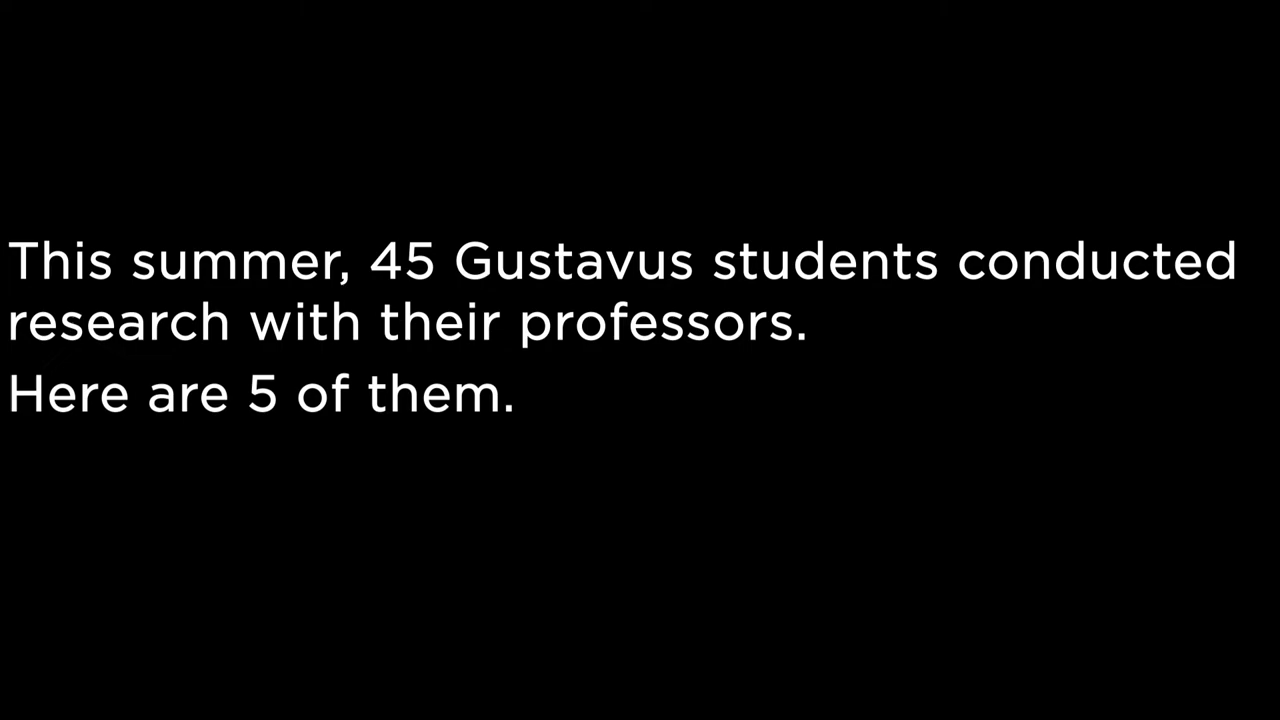 This summer, 45 Gustavus students conducted
research with their professors.
Here are 5 of them.